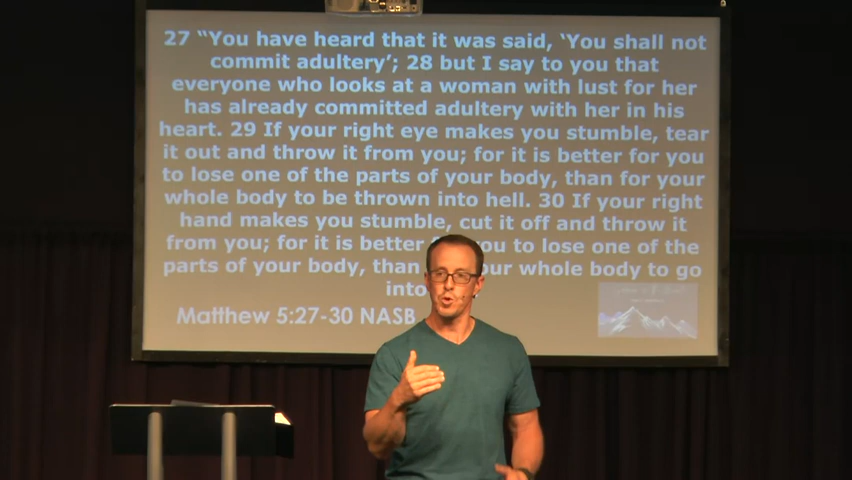 27 “You have heard that it was said, ‘You shall not
commit adultery’; 28 but I say to you that
everyone who looks at a woman with lust for her
has already committed adultery with her in his
heart. 29 If your right eye makes you stumble, tear
it out and throw it from you; for it is better for you
to lose one of the parts of your body, than for your
whole body to be thrown into hell. 30 If your right
hand makes you stumble, cut it off and throw it
from you; for it is better you to lose one of the
parts of your body, than your whole body to go
into
Matthew 5:27-30 NASB